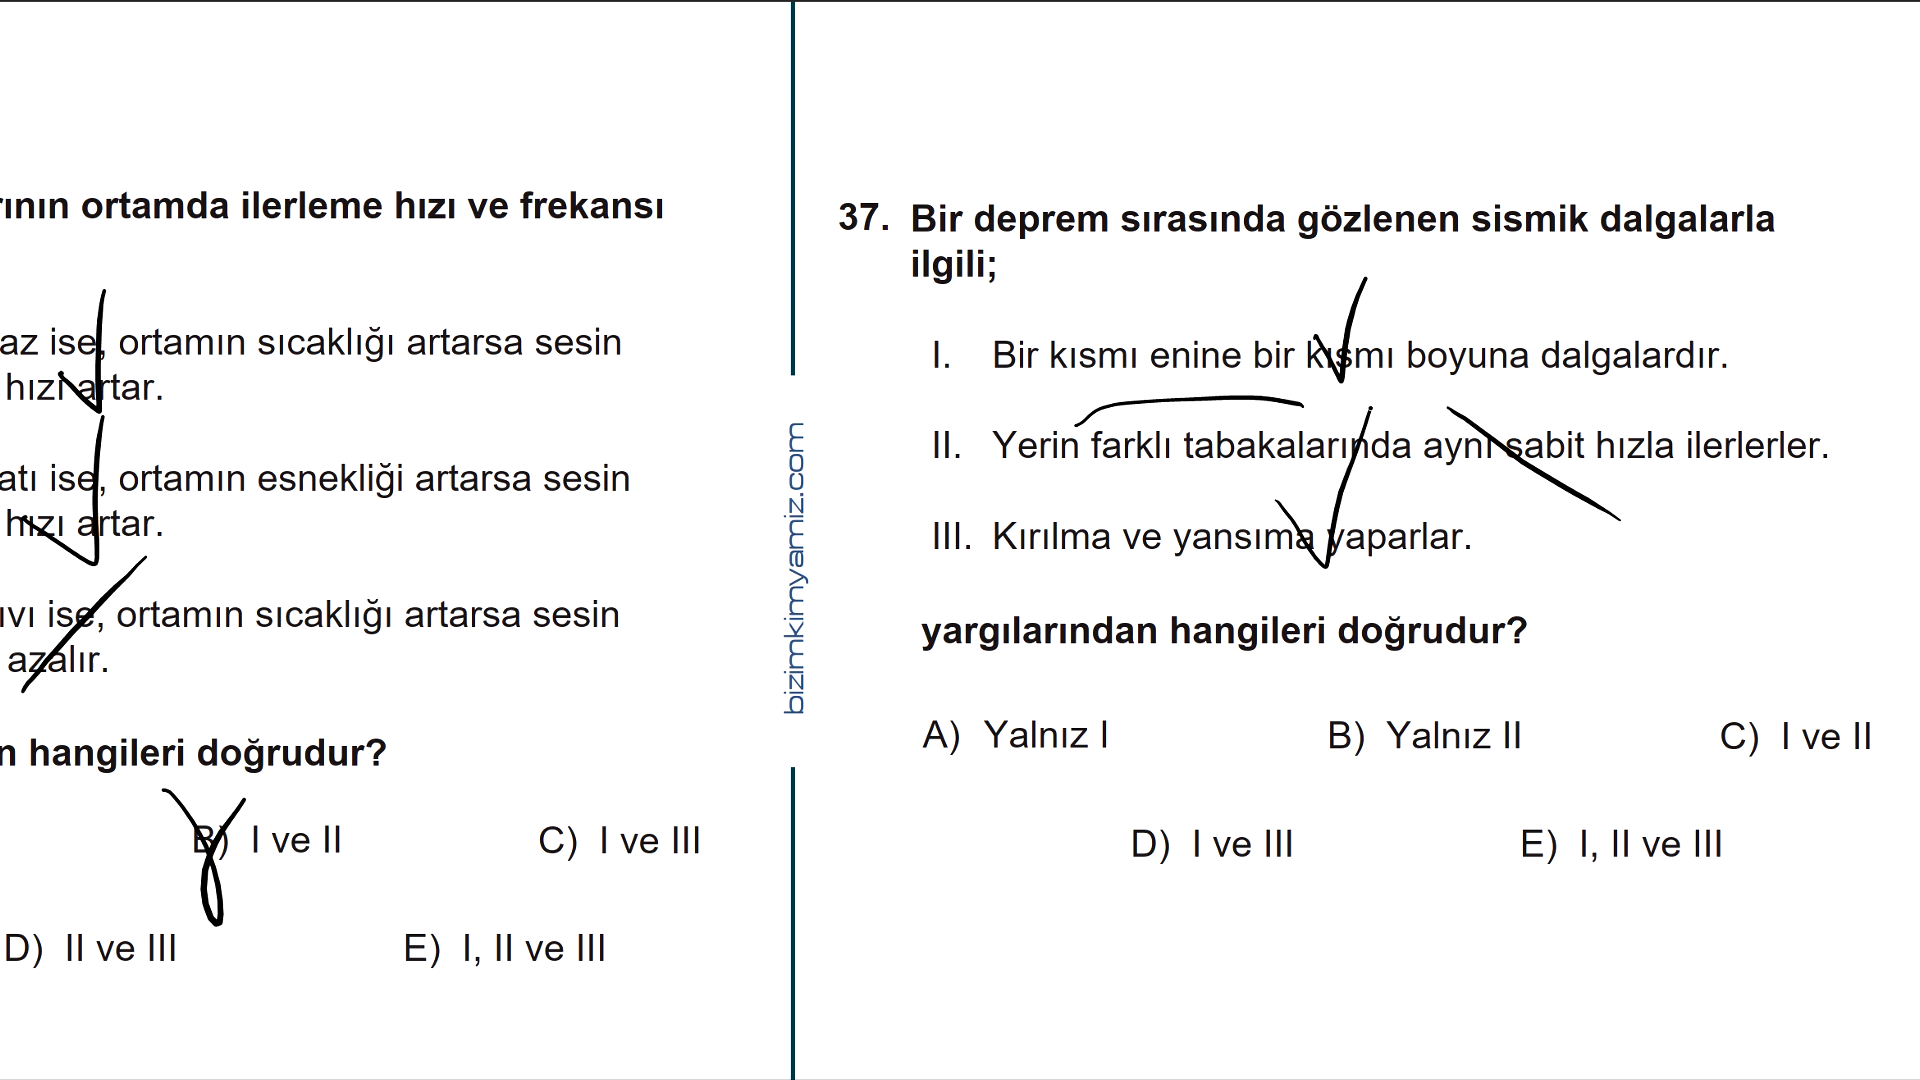 rının ortamda ilerleme hızı ve frekansı
az ise, ortamın sıcaklığı artarsa sesin
hızı artar.
atı ise, ortamın esnekliği artarsa sesin
hızı artar.
ıvı ise, ortamın sıcaklığı artarsa sesin
azalır.
n hangileri doğrudur?
B) I ve II C) I ve III
D) II ve III E) I, II ve III
bizimkimyamiz.com
37. Bir deprem sırasında gözlenen sismik dalgalarla
ilgili;
I. Bir kısmı enine bir kısmı boyuna dalgalardır.
II. Yerin farklı tabakalarında aynı sabit hızla ilerlerler.
III. Kırılma ve yansıma yaparlar.
yargılarından hangileri doğrudur?
A) Yalnız I B) Yalnız II C) I ve II
D) I ve III E) I, II ve III